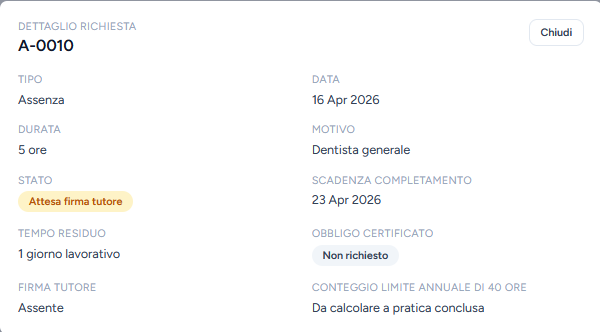 DETTAGLIO RICHIESTA
A-0010
Chiudi
TIPO
Assenza
DATA
16 Apr 2026
DURATA
5 ore
MOTIVO
Dentista generale
STATO
Attesa firma tutore
SCADENZA COMPLETAMENTO
23 Apr 2026
TEMPO RESIDUO
1 giorno lavorativo
OBBLIGO CERTIFICATO
Non richiesto
FIRMA TUTORE
Assente
CONTEGGIO LIMITE ANNUALE DI 40 ORE
Da calcolare a pratica conclusa